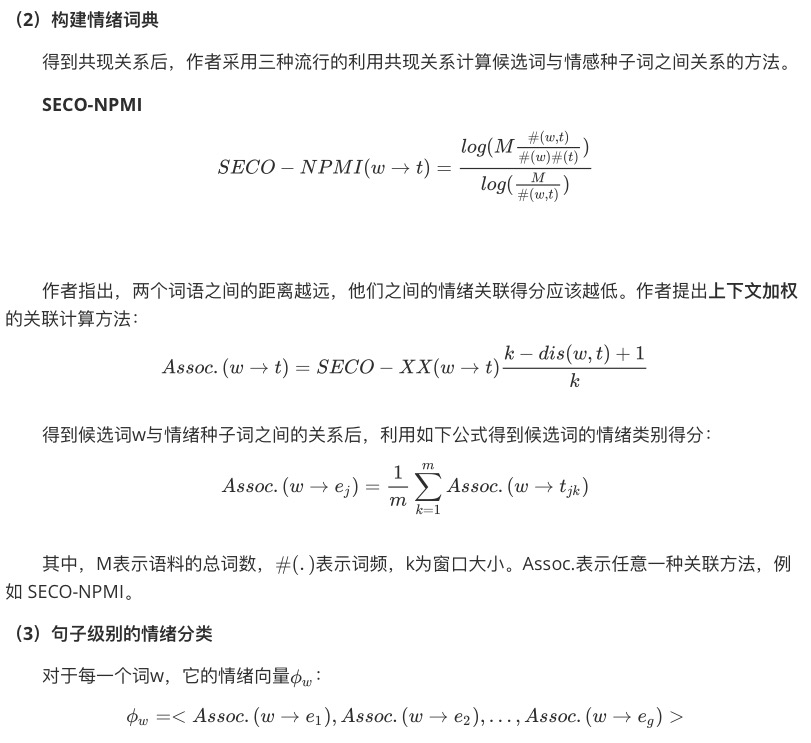 （2）构建情绪词典
得到共现关系后，作者采用三种流行的利用共现关系计算候选词与情感种子词之间关系的方法。
SECO-NPMI
SECO − NPMI(w → t) = \frac{log(M\frac{\#(w,t)}{\#(w)\#(t)})}{log(\frac{M}{\#(w,t)})}
作者指出，两个词语之间的距离越远，他们之间的情绪关联得分应该越低。作者提出上下文加权
的关联计算方法：
Assoc.(w → t) = SECO − XX(w → t)\frac{k − dis(w, t) + 1}{k}
得到候选词w与情绪种子词之间的关系后，利用如下公式得到候选词的情绪类别得分：
Assoc.(w → e_j) = \frac{1}{m} \sum_{k=1}^{m} Assoc.(w → t_{jk})
其中，M表示语料的总词数，#(.)表示词频，k为窗口大小。Assoc.表示任意一种关联方法，例
如 SECO-NPMI。
（3）句子级别的情绪分类
对于每一个词w，它的情绪向量ϕ_w：
ϕ_w =< Assoc.(w → e_1), Assoc.(w → e_2), ..., Assoc.(w → e_g) >